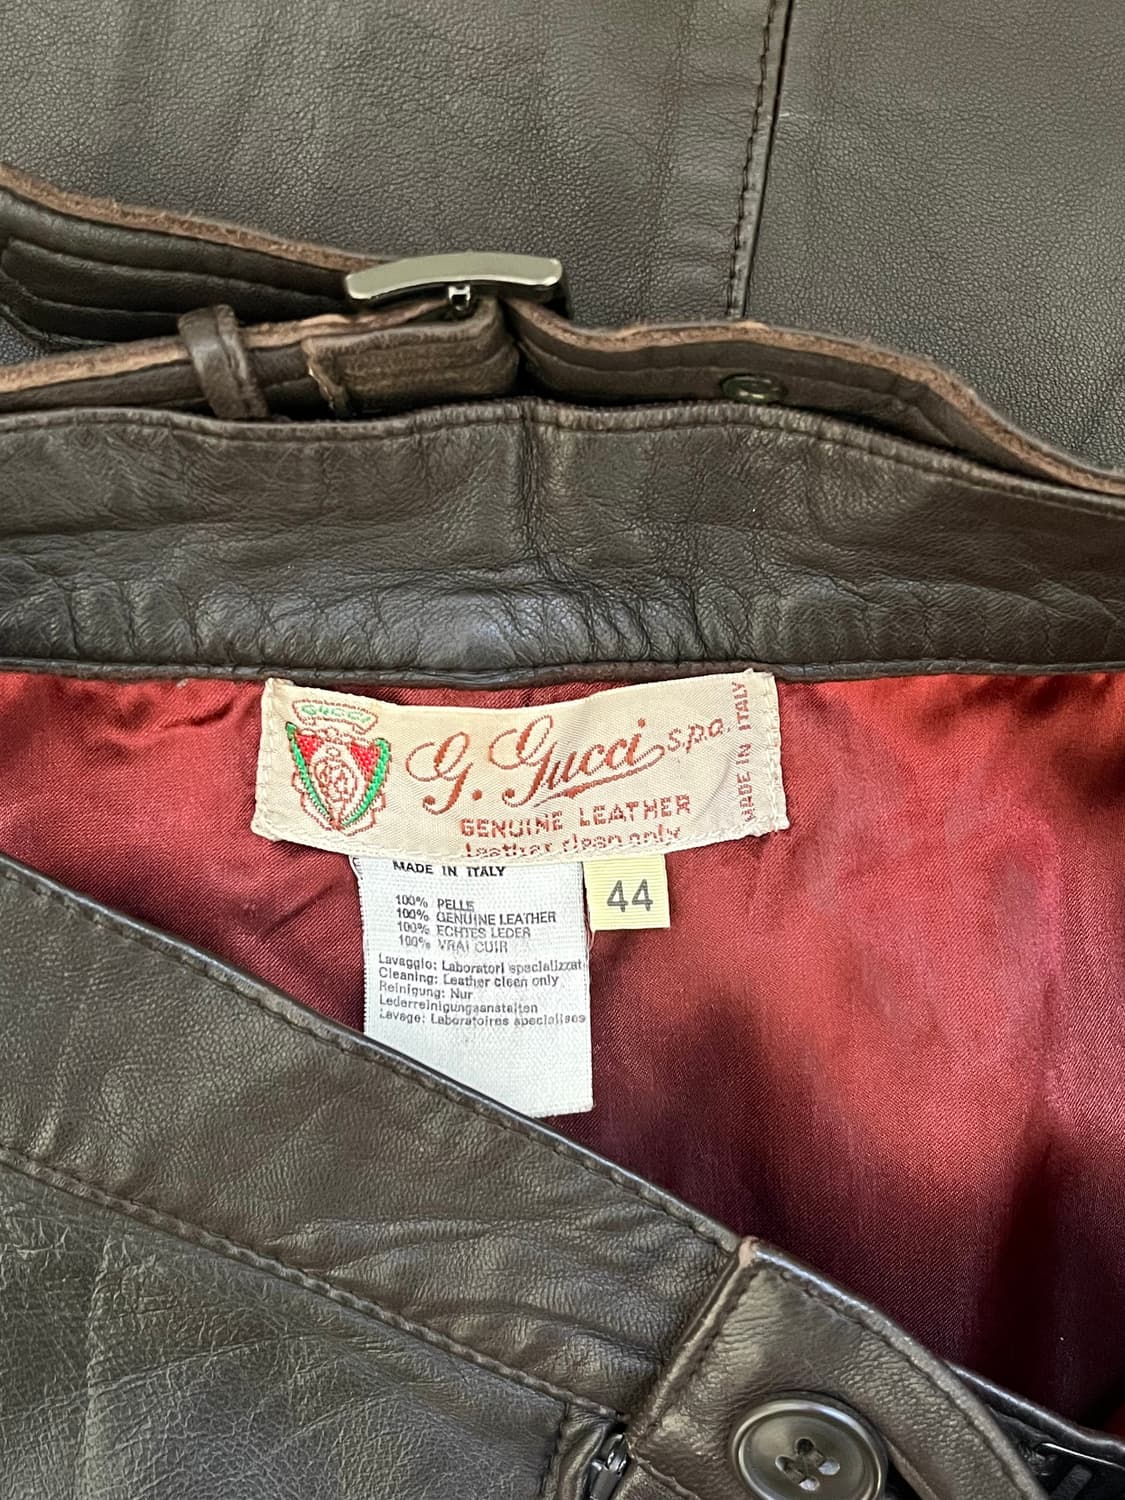 GUCCI
G. Gucci s.p.a.
MADE IN ITALY
GENUINE LEATHER
Leather clean only
MADE IN ITALY
100% PELLE
100% GENUINE LEATHER
100% ECHTES LEDER
100% VRAI CUIR
Lavaggio: Laboratori specializzat
Cleaning: Leather clean only
Reinigung: Nur
Lederreinigungsanstalten
Lavage: Laboratoires specialises
44